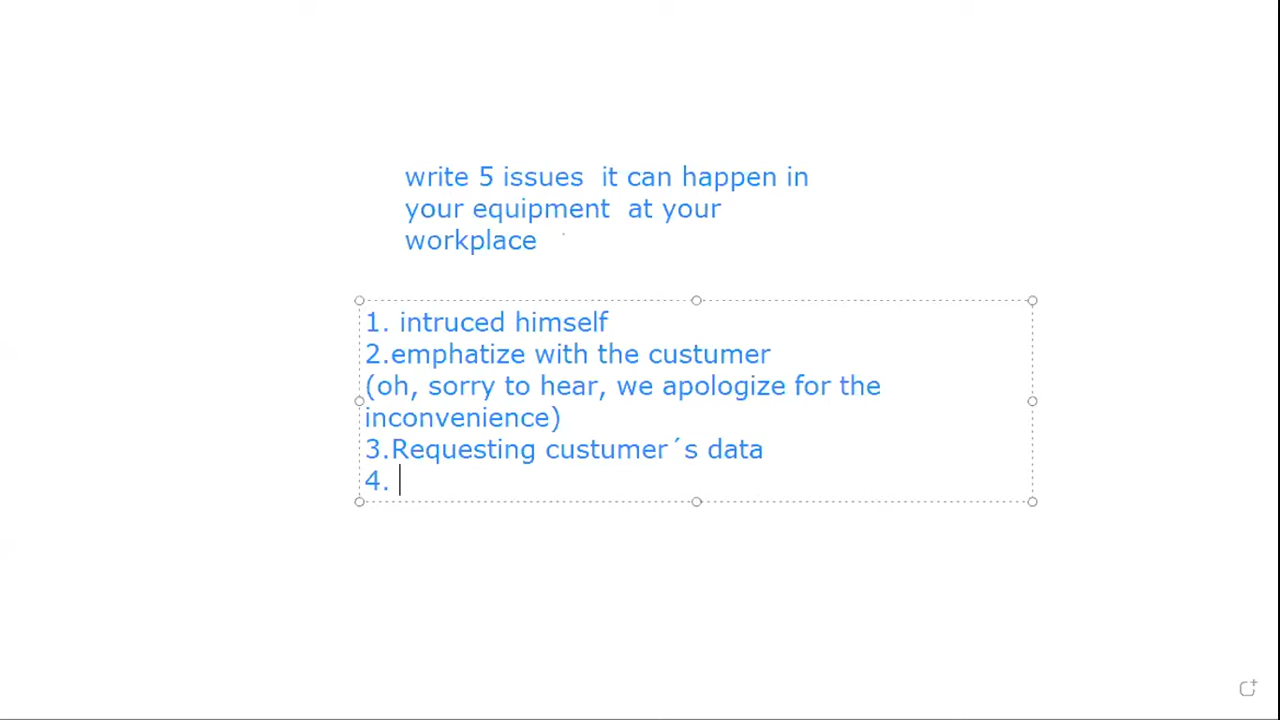 write 5 issues  it can happen in
your equipment  at your
workplace
1. intruced himself
2.emphatize with the custumer
(oh, sorry to hear, we apologize for the
inconvenience)
3.Requesting custumer´s data
4.